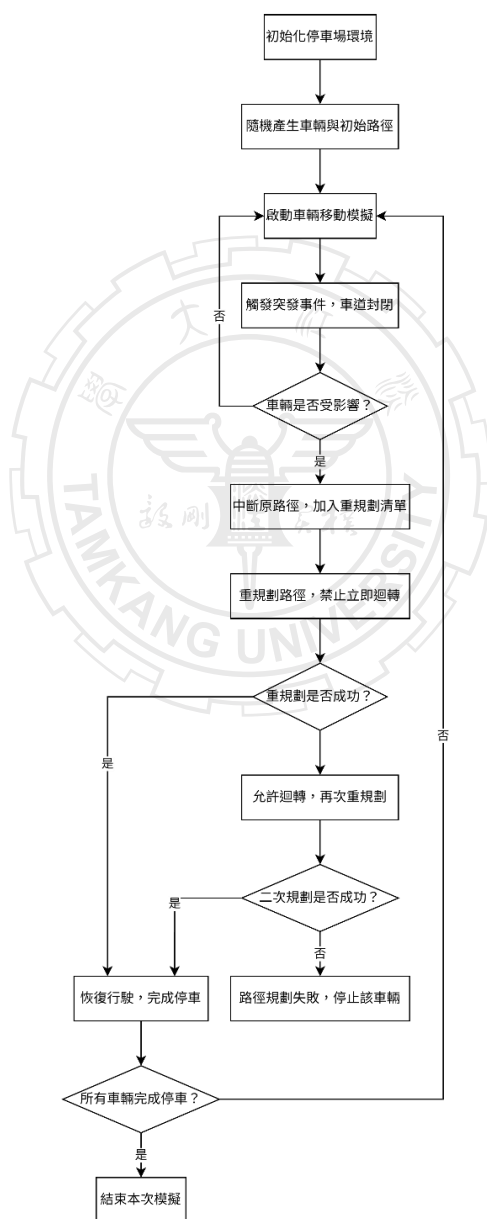 初始化停車場環境
隨機產生車輛與初始路徑
啟動車輛移動模擬
觸發突發事件，車道封閉
否
車輛是否受影響？
是
中斷原路徑，加入重規劃清單
重規劃路徑，禁止立即迴轉
TAMKANG UNIVERSITY
重規劃是否成功？
否
是
允許迴轉，再次重規劃
二次規劃是否成功？
是
否
恢復行駛，完成停車
路徑規劃失敗，停止該車輛
所有車輛完成停車？
是
結束本次模擬